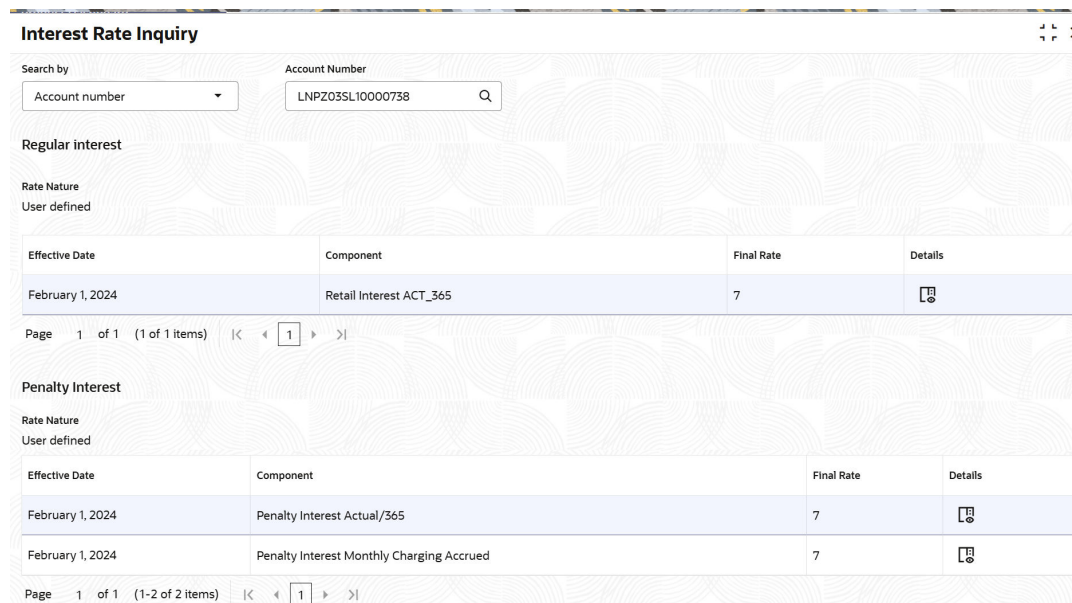 Interest Rate Inquiry
Search by
Account Number
Account number
LNPZ03SL10000738
Regular interest
Rate Nature
User defined
Effective Date Component Final Rate Details
February 1, 2024 Retail Interest ACT_365 7
Page 1 of 1 (1 of 1 items) 1
Penalty Interest
Rate Nature
User defined
Effective Date Component Final Rate Details
February 1, 2024 Penalty Interest Actual/365 7
February 1, 2024 Penalty Interest Monthly Charging Accrued 7
Page 1 of 1 (1-2 of 2 items) 1